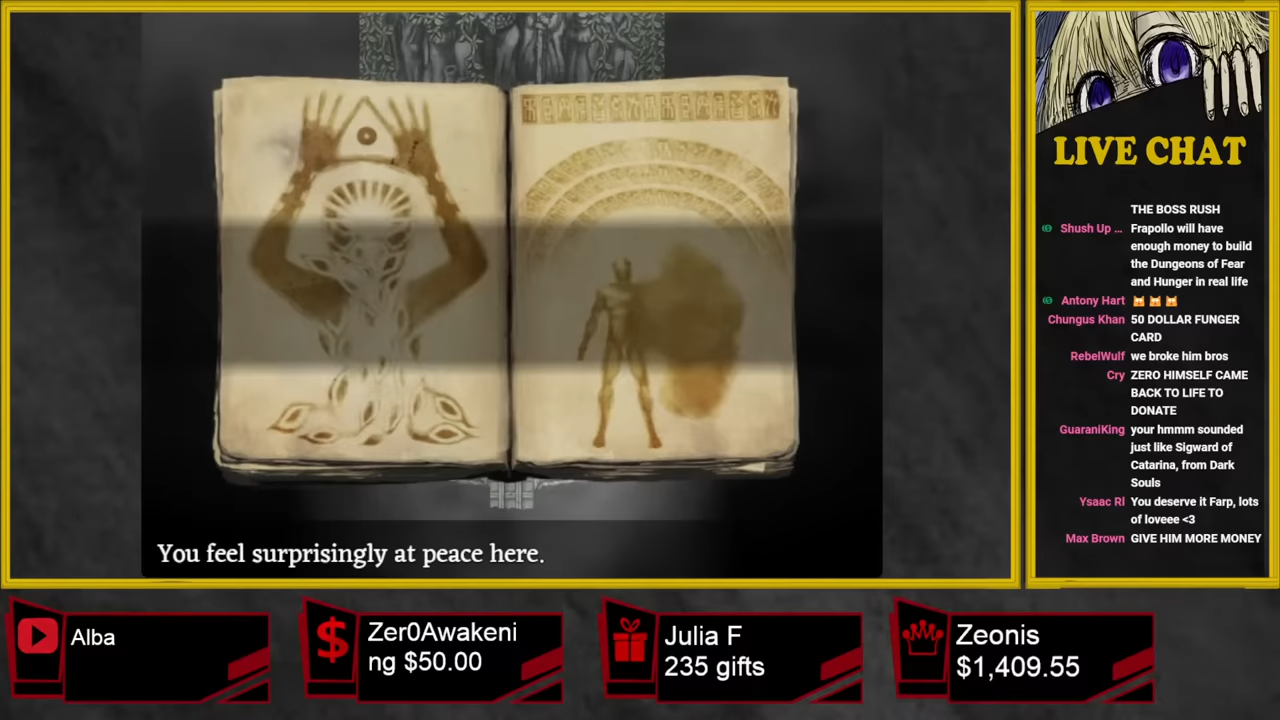 You feel surprisingly at peace here.
LIVE CHAT
THE BOSS RUSH
Shush Up ... Frapollo will have
enough money to build
the Dungeons of Fear
and Hunger in real life
Antony Hart 🐱 🐱 🐱
Chungus Khan 50 DOLLAR FUNGER
CARD
RebelWulf we broke him bros
Cry ZERO HIMSELF CAME
BACK TO LIFE TO
DONATE
GuaraniKing your hmmm sounded
just like Sigward of
Catarina, from Dark
Souls
Ysaac Rl You deserve it Farp, lots
of loveee <3
Max Brown GIVE HIM MORE MONEY
Alba
Zer0Awakeni
ng $50.00
Julia F
235 gifts
Zeonis
$1,409.55